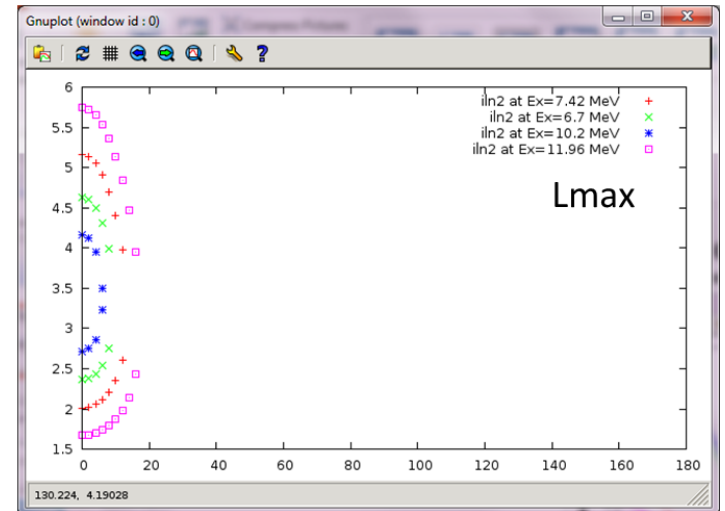 Gnuplot (window id : 0)
iln2 at Ex=7.42 MeV
iln2 at Ex=6.7 MeV
iln2 at Ex=10.2 MeV
iln2 at Ex=11.96 MeV
Lmax
6
5.5
5
4.5
4
3.5
3
2.5
2
1.5
0 20 40 60 80 100 120 140 160 180
130.224, 4.19028